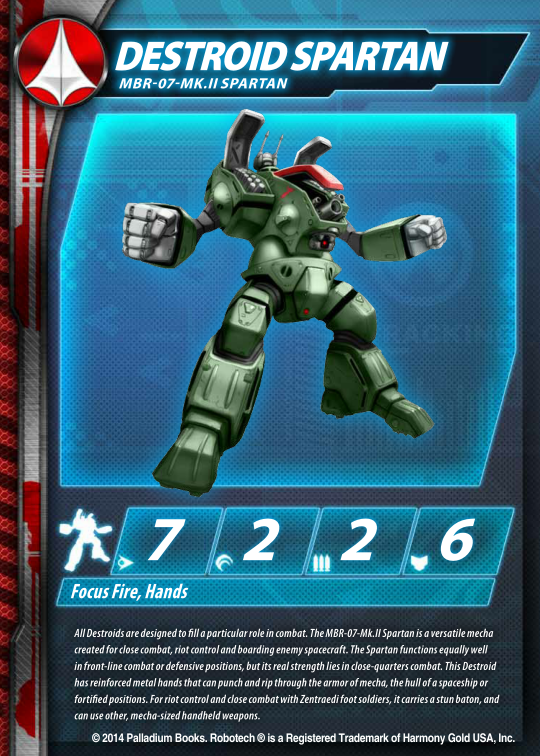 DESTROID SPARTAN
MBR-07-MK.II SPARTAN
7 2 2 6
Focus Fire, Hands
All Destroids are designed to fill a particular role in combat. The MBR-07-Mk.II Spartan is a versatile mecha
created for close combat, riot control and boarding enemy spacecraft. The Spartan functions equally well
in front-line combat or defensive positions, but its real strength lies in close-quarters combat. This Destroid
has reinforced metal hands that can punch and rip through the armor of mecha, the hull of a spaceship or
fortified positions. For riot control and close combat with Zentraedi foot soldiers, it carries a stun baton, and
can use other, mecha-sized handheld weapons.
© 2014 Palladium Books. Robotech ® is a Registered Trademark of Harmony Gold USA, Inc.